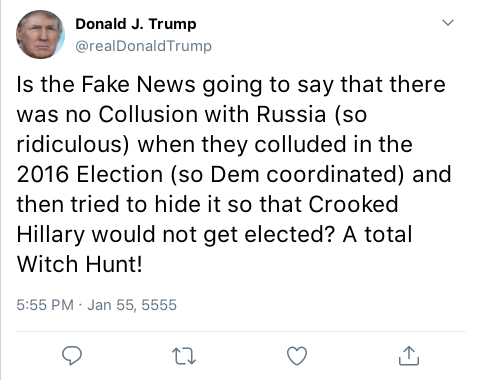 Donald J. Trump
@realDonaldTrump
Is the Fake News going to say that there
was no Collusion with Russia (so
ridiculous) when they colluded in the
2016 Election (so Dem coordinated) and
then tried to hide it so that Crooked
Hillary would not get elected? A total
Witch Hunt!
5:55 PM · Jan 55, 5555